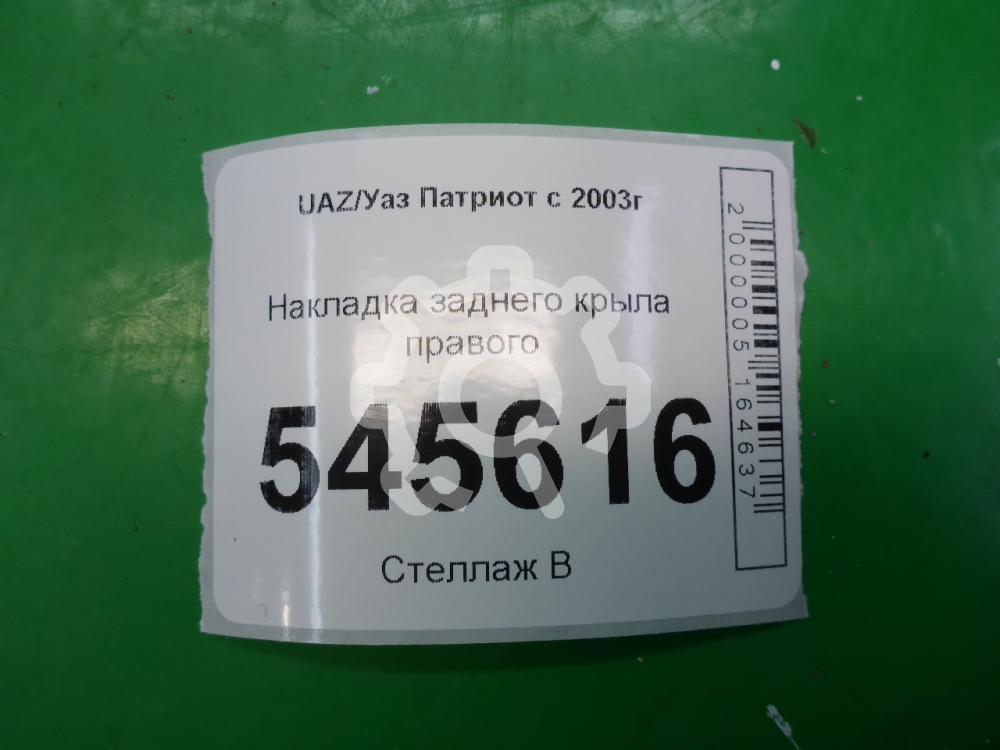 UAZ/Уаз Патриот с 2003г
Накладка заднего крыла
правого
545616
Стеллаж В
2000005164637